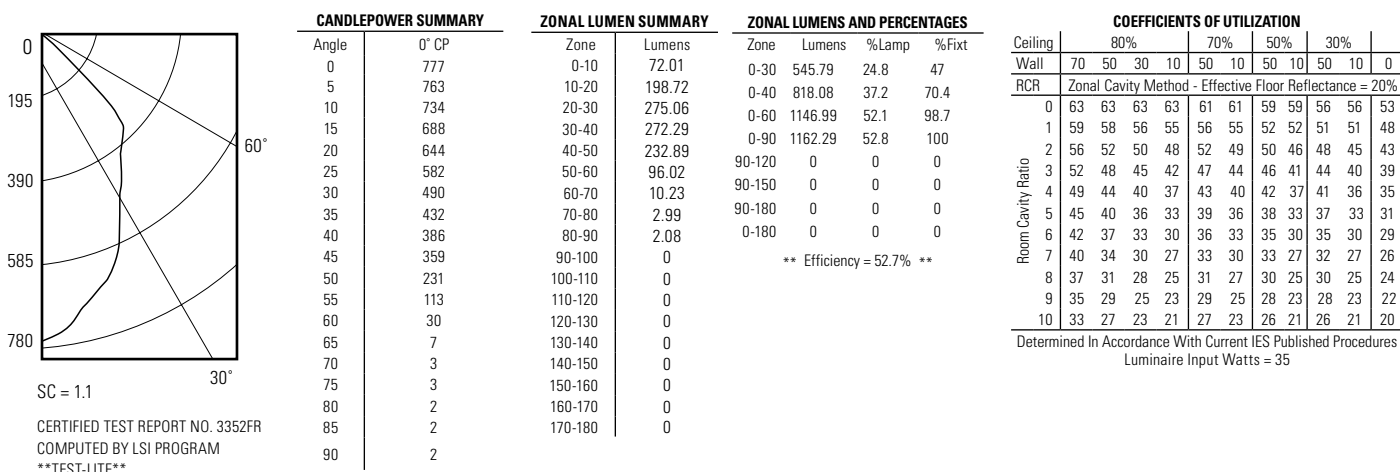 0
195
390
585
780
60°
30°
SC = 1.1
CERTIFIED TEST REPORT NO. 3352FR
COMPUTED BY LSI PROGRAM
**TEST-LITE**
CANDLEPOWER SUMMARY
Angle 0° CP
0 777
5 763
10 734
15 688
20 644
25 582
30 490
35 432
40 386
45 359
50 231
55 113
60 30
65 7
70 3
75 3
80 2
85 2
90 2
ZONAL LUMEN SUMMARY
Zone Lumens
0-10 72.01
10-20 198.72
20-30 275.06
30-40 272.29
40-50 232.89
50-60 96.02
60-70 10.23
70-80 2.99
80-90 2.08
90-100 0
100-110 0
110-120 0
120-130 0
130-140 0
140-150 0
150-160 0
160-170 0
170-180 0
ZONAL LUMENS AND PERCENTAGES
Zone Lumens %Lamp %Fixt
0-30 545.79 24.8 47
0-40 818.08 37.2 70.4
0-60 1146.99 52.1 98.7
0-90 1162.29 52.8 100
90-120 0 0 0
90-150 0 0 0
90-180 0 0 0
0-180 0 0 0
** Efficiency = 52.7% **
COEFFICIENTS OF UTILIZATION
Ceiling 80% 70% 50% 30%
Wall 70 50 30 10 50 10 50 10 50 10 0
RCR Zonal Cavity Method - Effective Floor Reflectance = 20%
Room Cavity Ratio
0 63 63 63 63 61 61 59 59 56 56 53
1 59 58 56 55 56 55 52 52 51 51 48
2 56 52 50 48 52 49 50 46 48 45 43
3 52 48 45 42 47 44 46 41 44 40 39
4 49 44 40 37 43 40 42 37 41 36 35
5 45 40 36 33 39 36 38 33 37 33 31
6 42 37 33 30 36 33 35 30 35 30 29
7 40 34 30 27 33 30 33 27 32 27 26
8 37 31 28 25 31 27 30 25 30 25 24
9 35 29 25 23 29 25 28 23 28 23 22
10 33 27 23 21 27 23 26 21 26 21 20
Determined In Accordance With Current IES Published Procedures
Luminaire Input Watts = 35